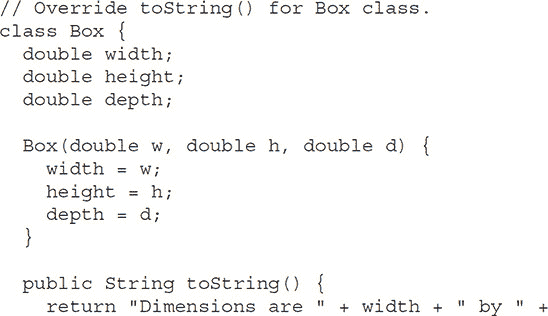 // Override toString() for Box class.
class Box {
  double width;
  double height;
  double depth;

  Box(double w, double h, double d) {
    width = w;
    height = h;
    depth = d;
  }

  public String toString() {
    return "Dimensions are " + width + " by " +